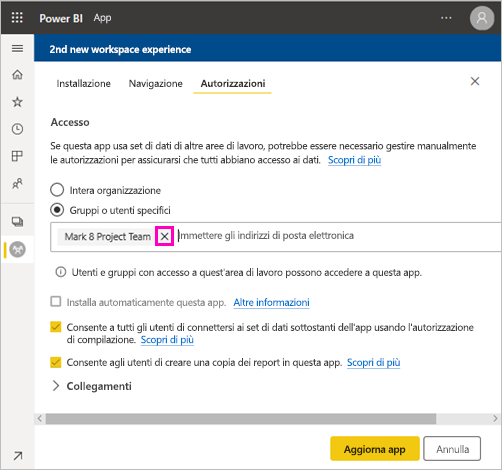 Power BI App
2nd new workspace experience
Installazione Navigazione Autorizzazioni
Accesso
Se questa app usa set di dati di altre aree di lavoro, potrebbe essere necessario gestire manualmente
le autorizzazioni per assicurarsi che tutti abbiano accesso ai dati. Scopri di più
Intera organizzazione
Gruppi o utenti specifici
Mark 8 Project Team Immettere gli indirizzi di posta elettronica
Utenti e gruppi con accesso a quest'area di lavoro possono accedere a questa app.
Installa automaticamente questa app. Altre informazioni
Consente a tutti gli utenti di connettersi ai set di dati sottostanti dell'app usando l'autorizzazione
di compilazione. Scopri di più
Consente agli utenti di creare una copia dei report in questa app. Scopri di più
Collegamenti
Aggiorna app Annulla